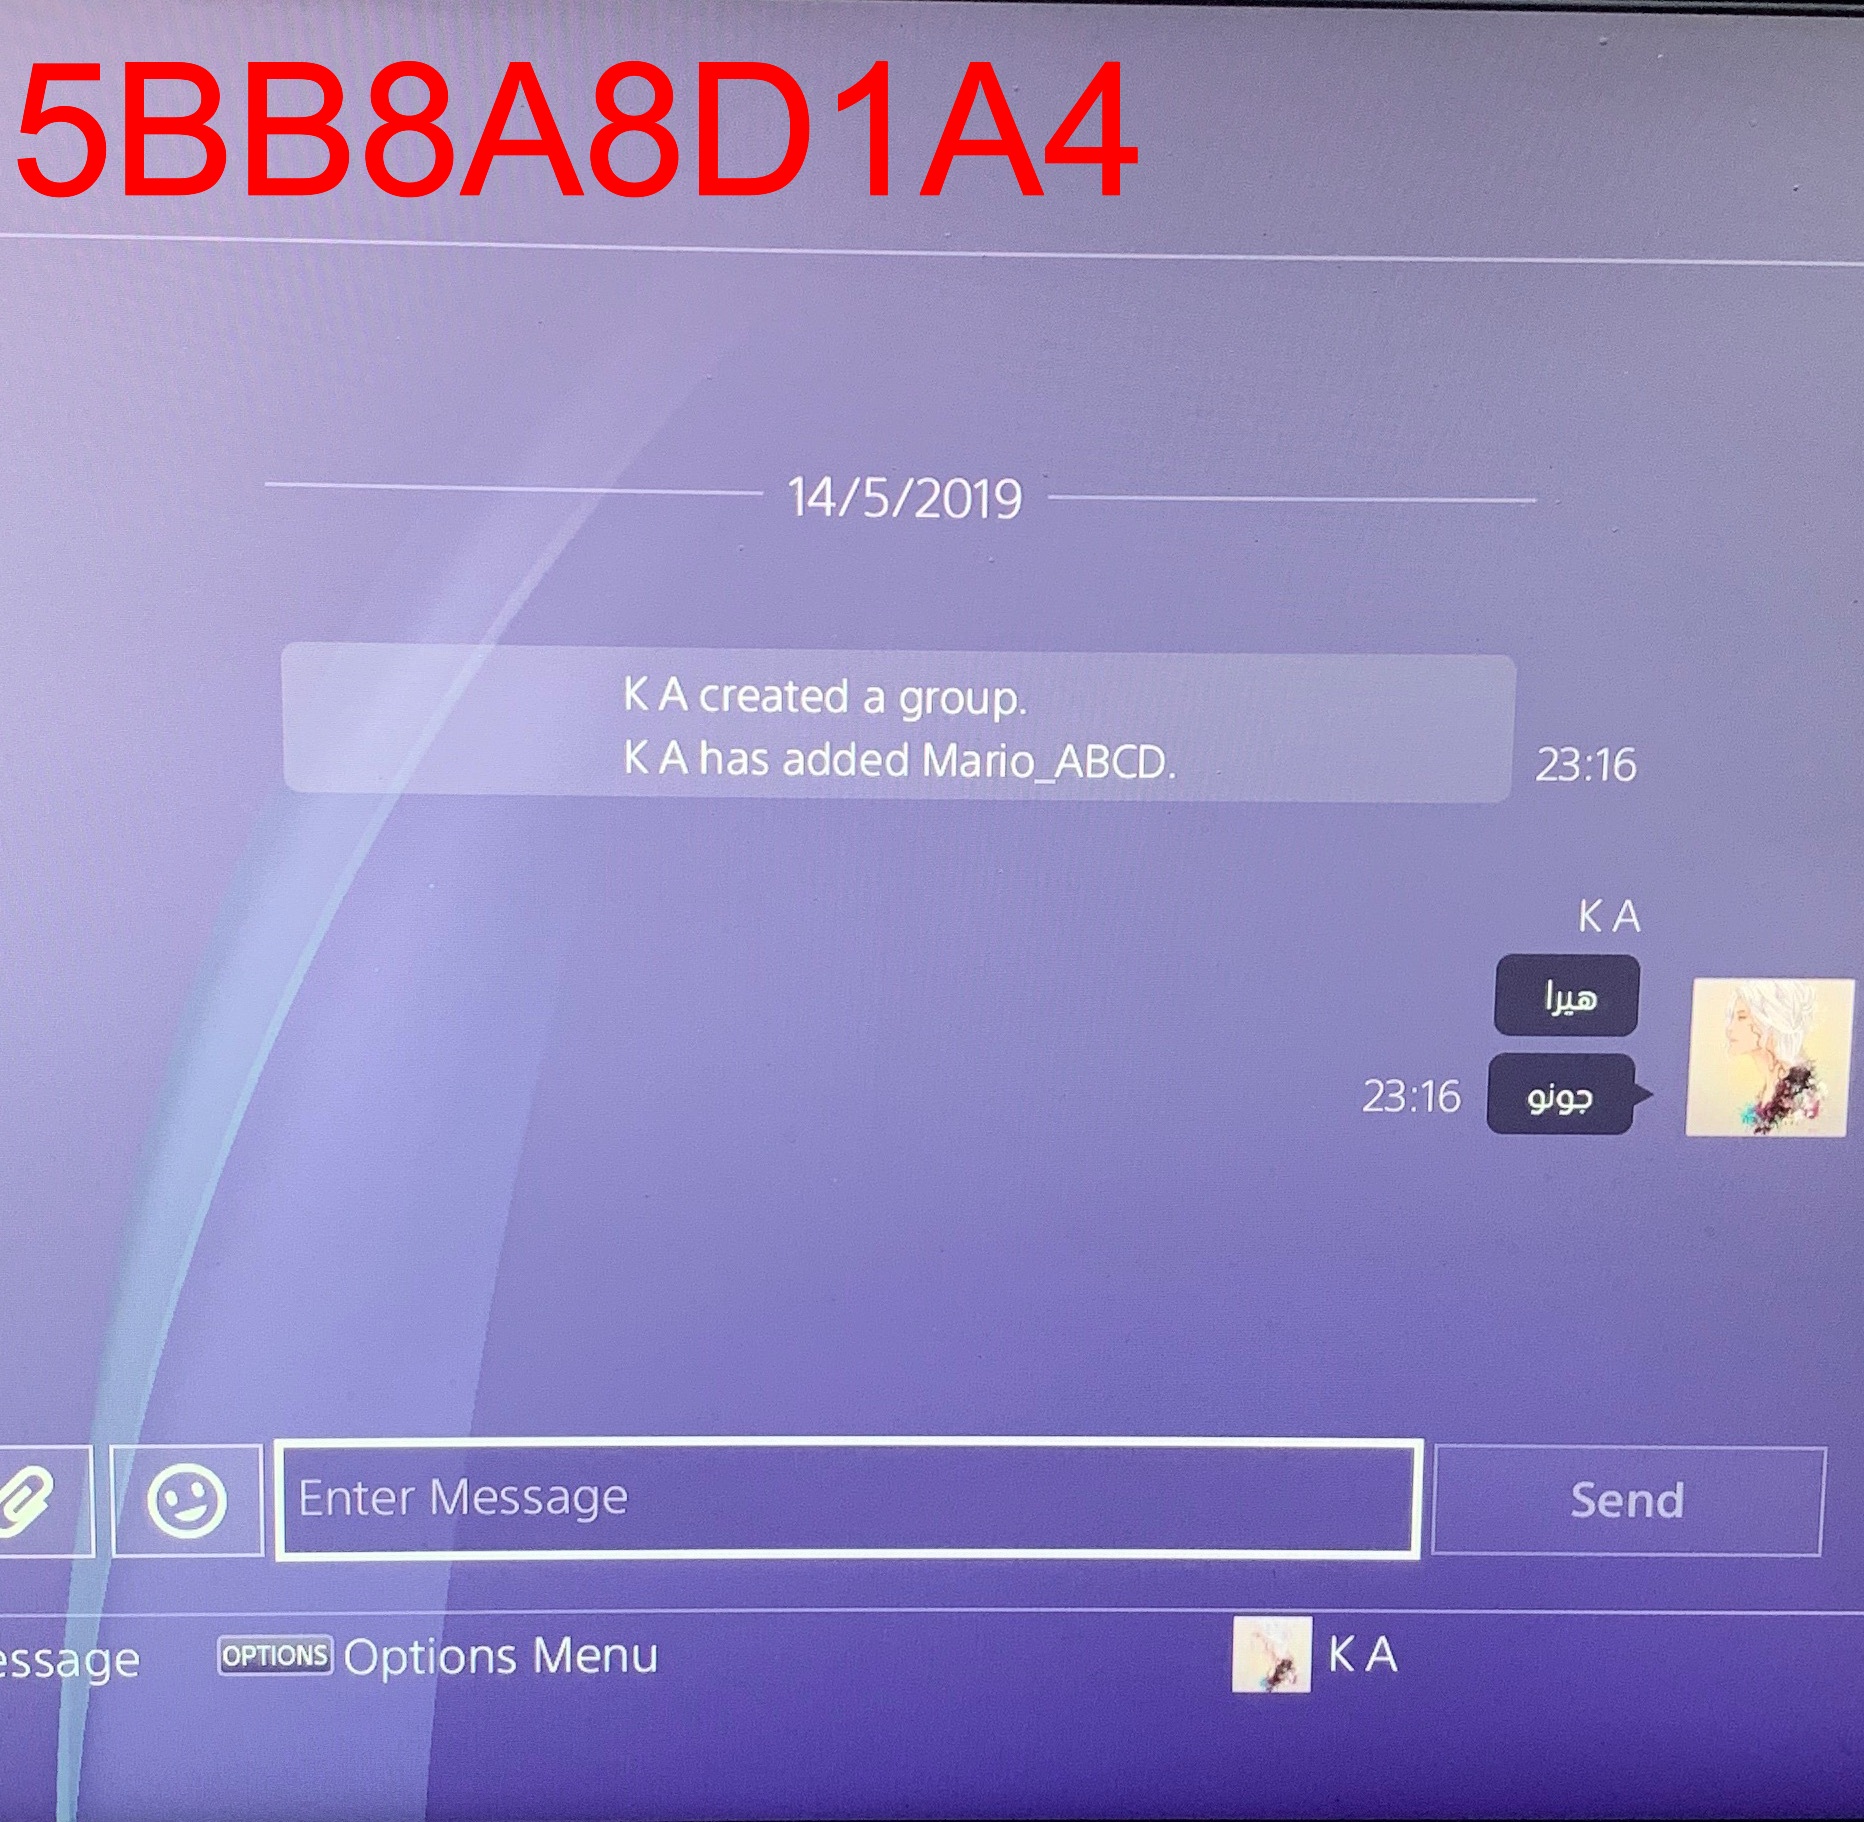 5BB8A8D1A4
14/5/2019
K A created a group.
K A has added Mario_ABCD.
23:16
K A
هيرا
جونو
23:16
Enter Message
Send
essage
OPTIONS Options Menu
K A